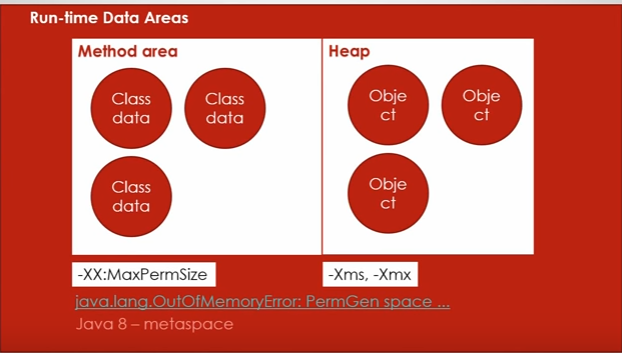 Run-time Data Areas
Method area
Class
data
Class
data
Class
data
Heap
Obje
ct
Obje
ct
Obje
ct
-XX:MaxPermSize
-Xms, -Xmx
java.lang.OutOfMemoryError: PermGen space ...
Java 8 – metaspace